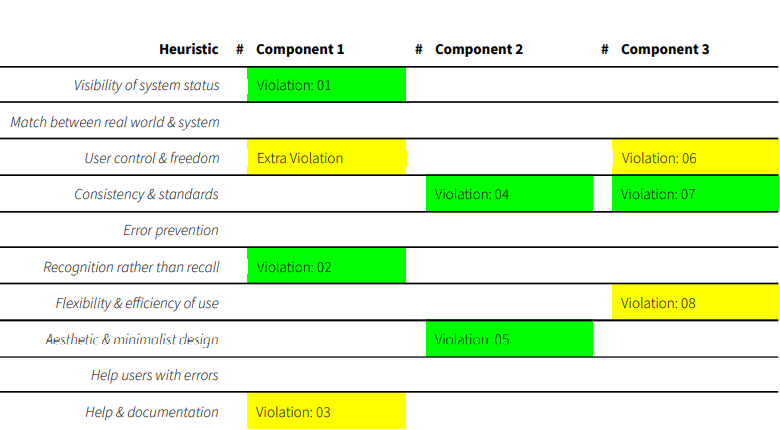 Heuristic # Component 1 # Component 2 # Component 3
Visibility of system status Violation: 01
Match between real world & system
User control & freedom Extra Violation Violation: 06
Consistency & standards Violation: 04 Violation: 07
Error prevention
Recognition rather than recall Violation: 02
Flexibility & efficiency of use Violation: 08
Aesthetic & minimalist design Violation: 05
Help users with errors
Help & documentation Violation: 03